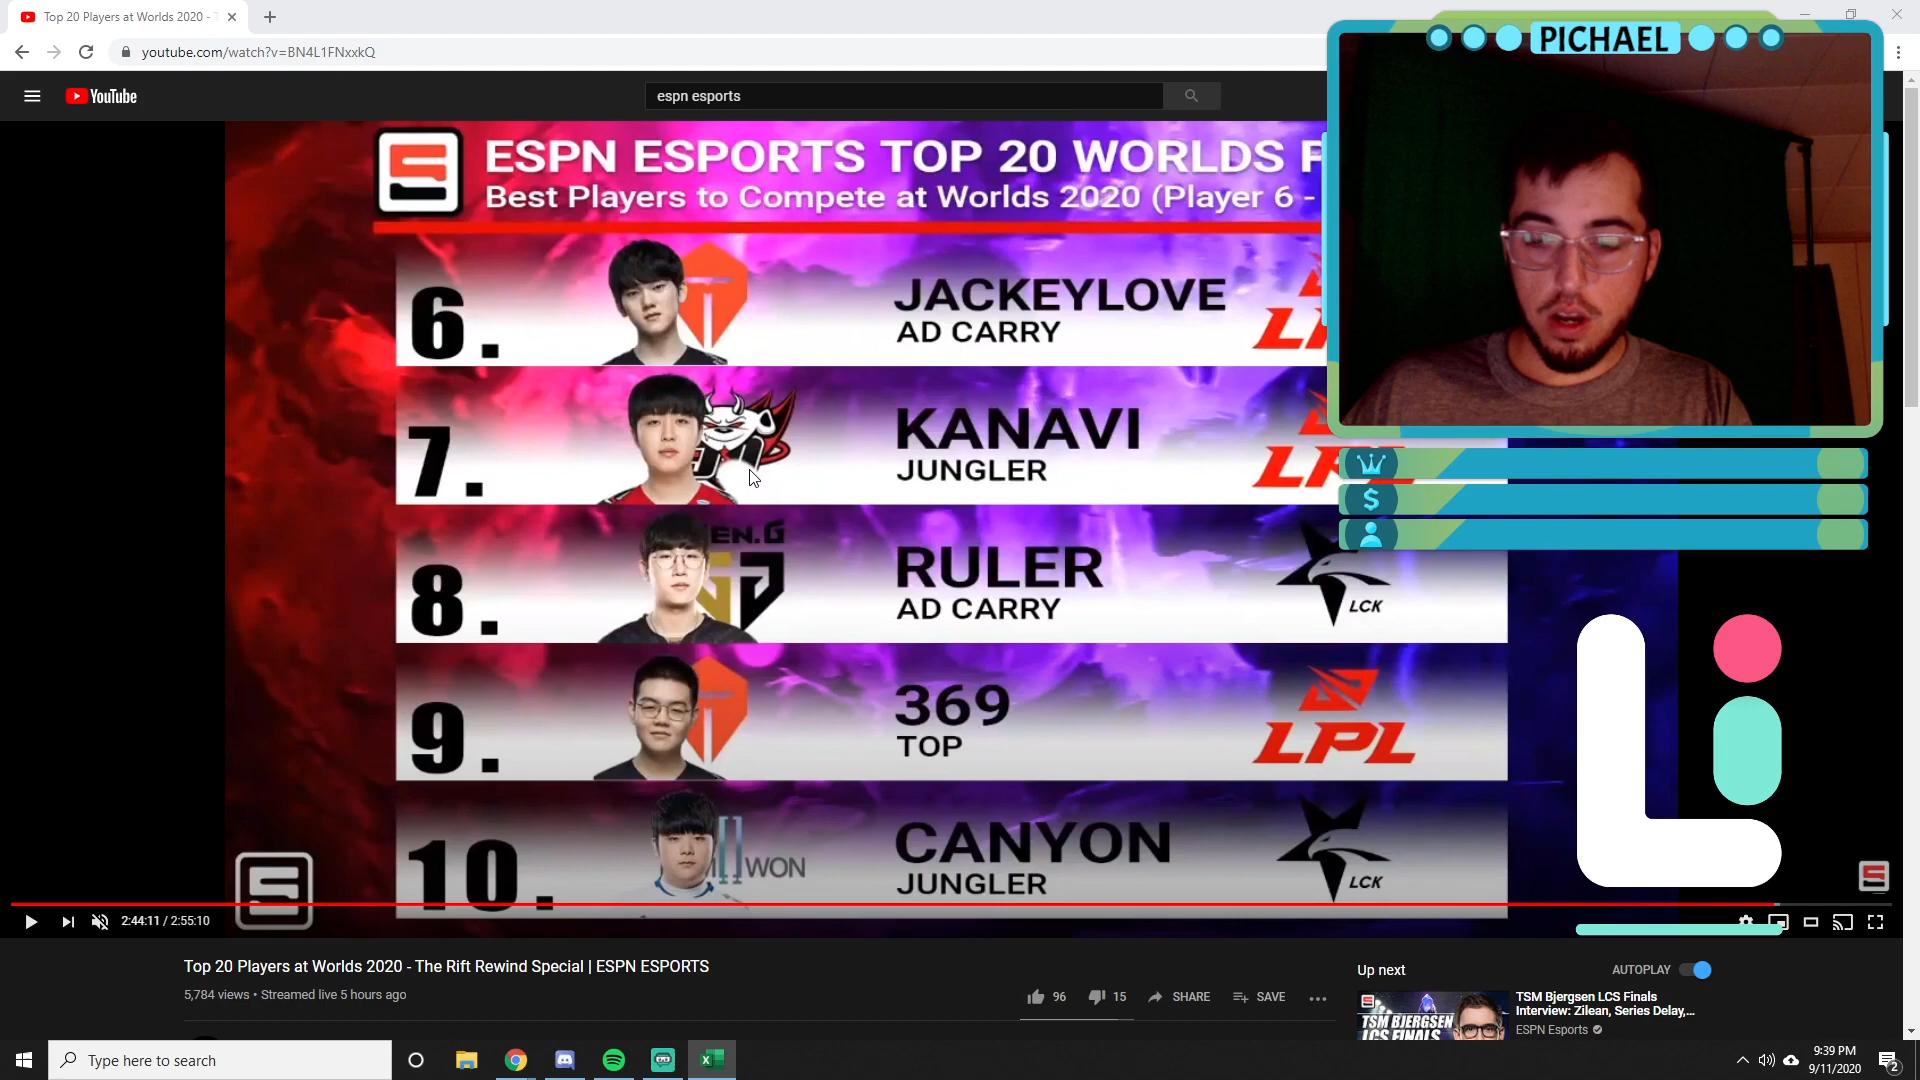 Top 20 Players at Worlds 2020 -
youtube.com/watch?v=BN4L1FNxxkQ
PICHAEL
YouTube
espn esports
ESPN ESPORTS TOP 20 WORLDS
Best Players to Compete at Worlds 2020 (Player 6 -
6.
JACKEYLOVE
AD CARRY
7.
KANAVI
JUNGLER
$
8.
EN.G
RULER
AD CARRY
LCK
9.
369
TOP
LPL
10.
WON
CANYON
JUNGLER
LCK
2:44:11 / 2:55:10
Top 20 Players at Worlds 2020 - The Rift Rewind Special | ESPN ESPORTS
5,784 views • Streamed live 5 hours ago
96
15
SHARE
SAVE
Up next
AUTOPLAY
TSM BJERGSEN
LCS FINALS
TSM Bjergsen LCS Finals
Interview: Zilean, Series Delay,...
ESPN Esports
Type here to search
9:39 PM
9/11/2020
2